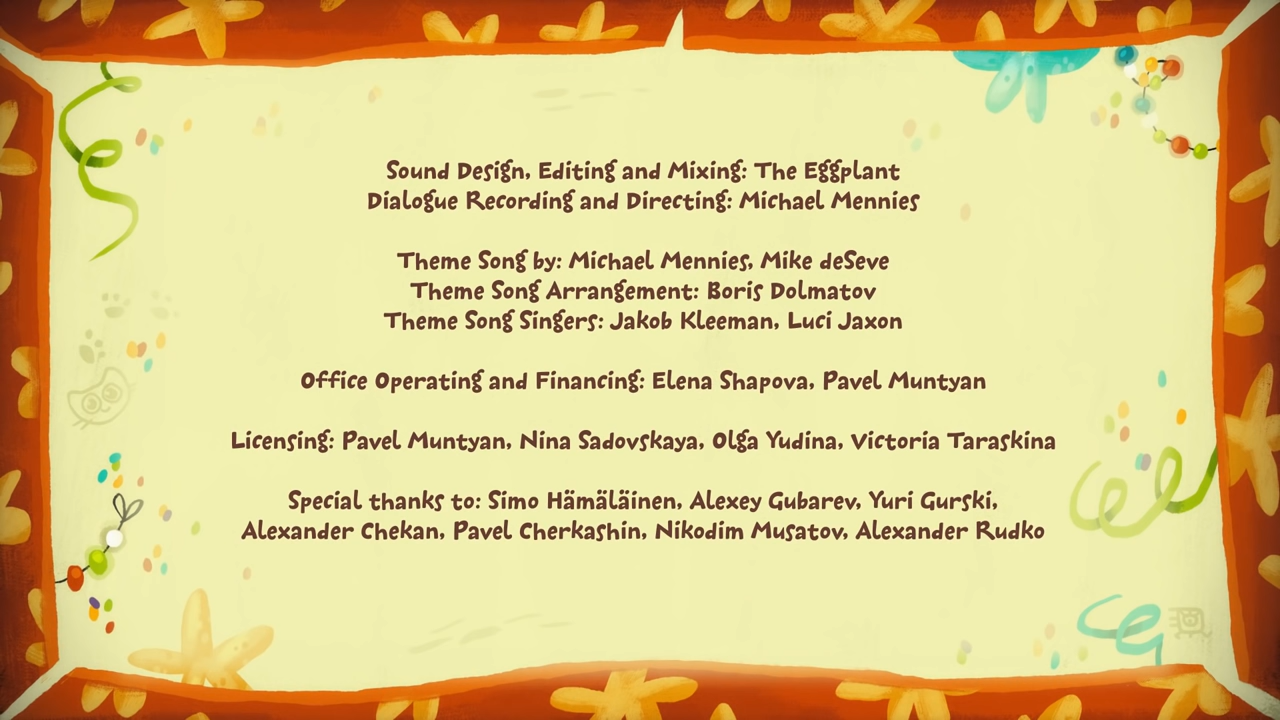 Sound Design, Editing and Mixing: The Eggplant
Dialogue Recording and Directing: Michael Mennies
Theme Song by: Michael Mennies, Mike deSeve
Theme Song Arrangement: Boris Dolmatov
Theme Song Singers: Jakob Kleeman, Luci Jaxon
Office Operating and Financing: Elena Shapova, Pavel Muntyan
Licensing: Pavel Muntyan, Nina Sadovskaya, Olga Yudina, Victoria Taraskina
Special thanks to: Simo Hämäläinen, Alexey Gubarev, Yuri Gurski,
Alexander Chekan, Pavel Cherkashin, Nikodim Musatov, Alexander Rudko